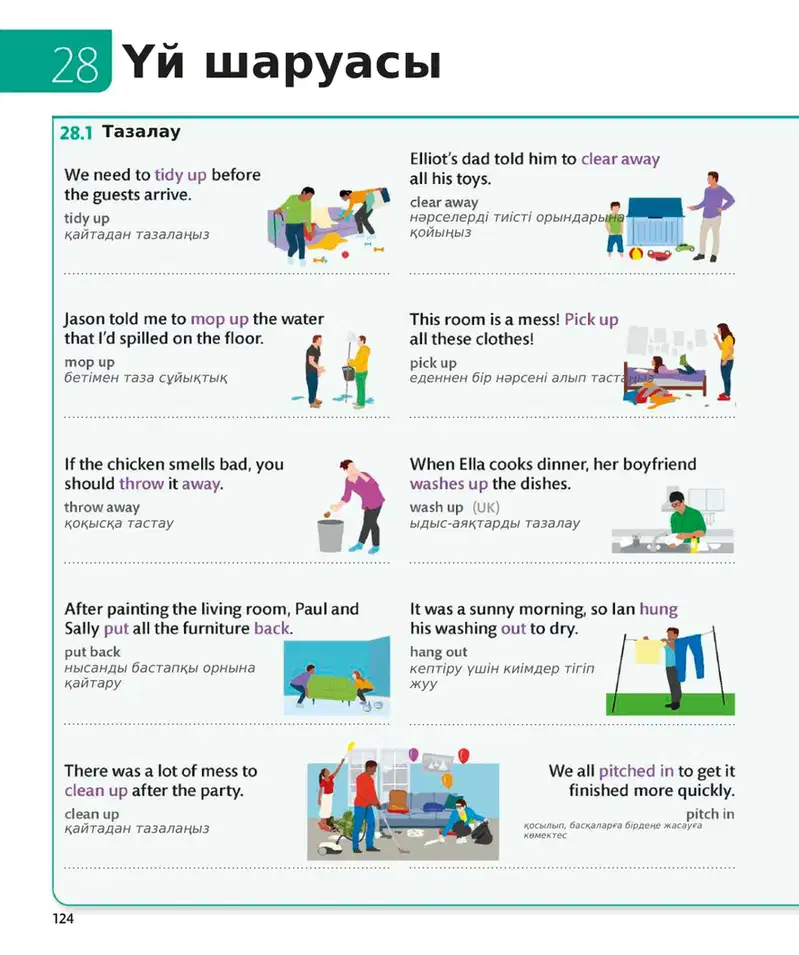 28 Үй шаруасы
28.1 Тазалау
We need to tidy up before
the guests arrive.
tidy up
қайтадан тазалаңыз
Elliot's dad told him to clear away
all his toys.
clear away
нәрселерді тиісті орындарына
қойыңыз
Jason told me to mop up the water
that I'd spilled on the floor.
mop up
бетімен таза сұйықтық
This room is a mess! Pick up
all these clothes!
pick up
еденнен бір нәрсені алып тастаңыз
If the chicken smells bad, you
should throw it away.
throw away
қоқысқа тастау
When Ella cooks dinner, her boyfriend
washes up the dishes.
wash up (UK)
ыдыс-аяқтарды тазалау
After painting the living room, Paul and
Sally put all the furniture back.
put back
нысанды бастапқы орнына
қайтару
It was a sunny morning, so Ian hung
his washing out to dry.
hang out
кептіру үшін киімдер тігіп
жуу
There was a lot of mess to
clean up after the party.
clean up
қайтадан тазалаңыз
We all pitched in to get it
finished more quickly.
pitch in
қосылып, басқаларға бірдеңе жасауға
көмектес
124